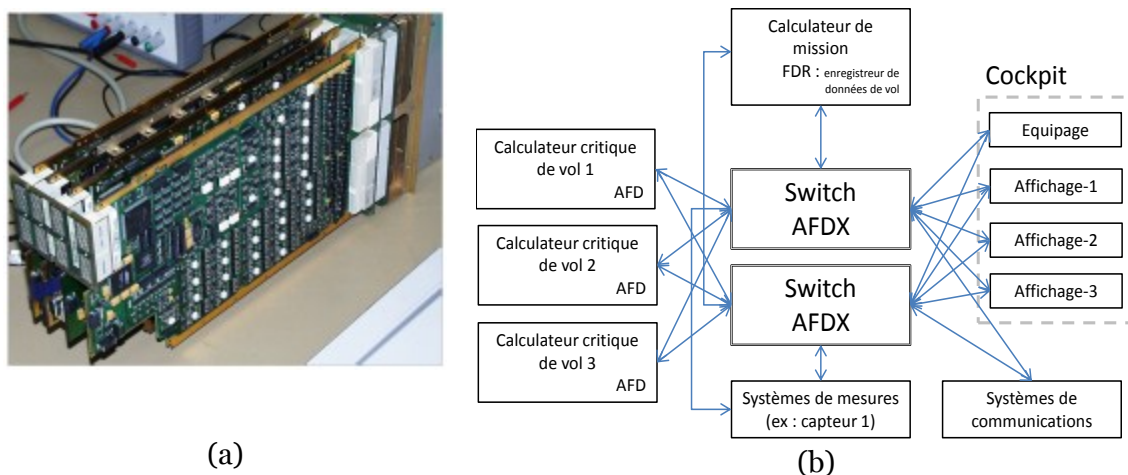 Calculateur de
mission
FDR : enregistreur de
données de vol
Cockpit
Equipage
Affichage-1
Affichage-2
Affichage-3
Calculateur critique
de vol 1
AFD
Calculateur critique
de vol 2
AFD
Calculateur critique
de vol 3
AFD
Switch
AFDX
Switch
AFDX
Systèmes de mesures
(ex : capteur 1)
Systèmes de
communications
(a)
(b)